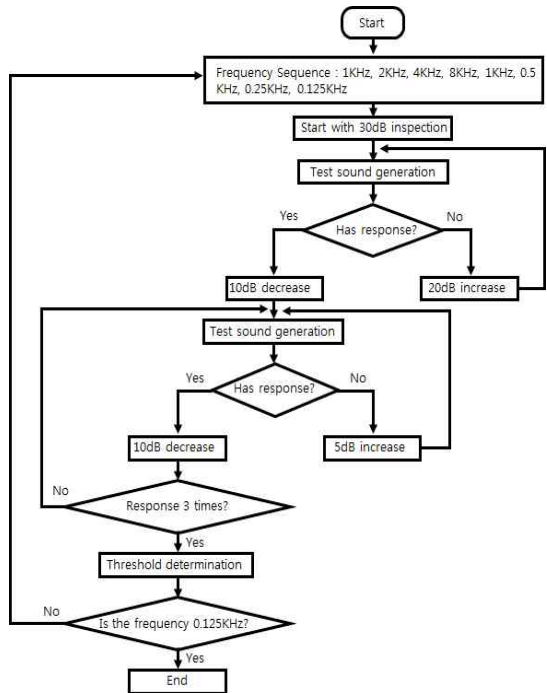 Start
Frequency Sequence : 1KHz, 2KHz, 4KHz, 8KHz, 1KHz, 0.5
KHz, 0.25KHz, 0.125KHz
Start with 30dB inspection
Test sound generation
Yes
No
Has response?
10dB decrease
20dB increase
Test sound generation
Yes
No
Has response?
10dB decrease
5dB increase
No
Response 3 times?
Yes
Threshold determination
No
Is the frequency 0.125KHz?
Yes
End